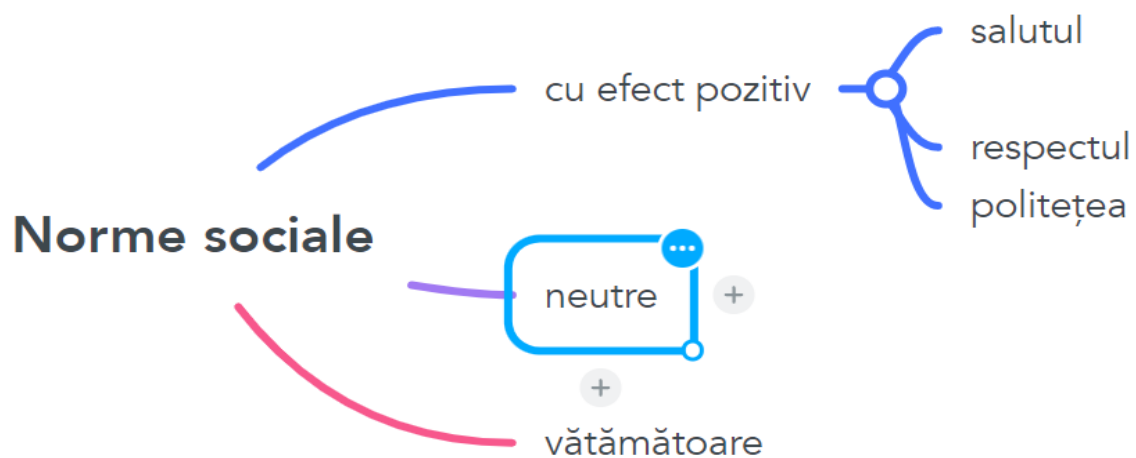 salutul
cu efect pozitiv
respectul
politețea
Norme sociale
neutre
vătămătoare